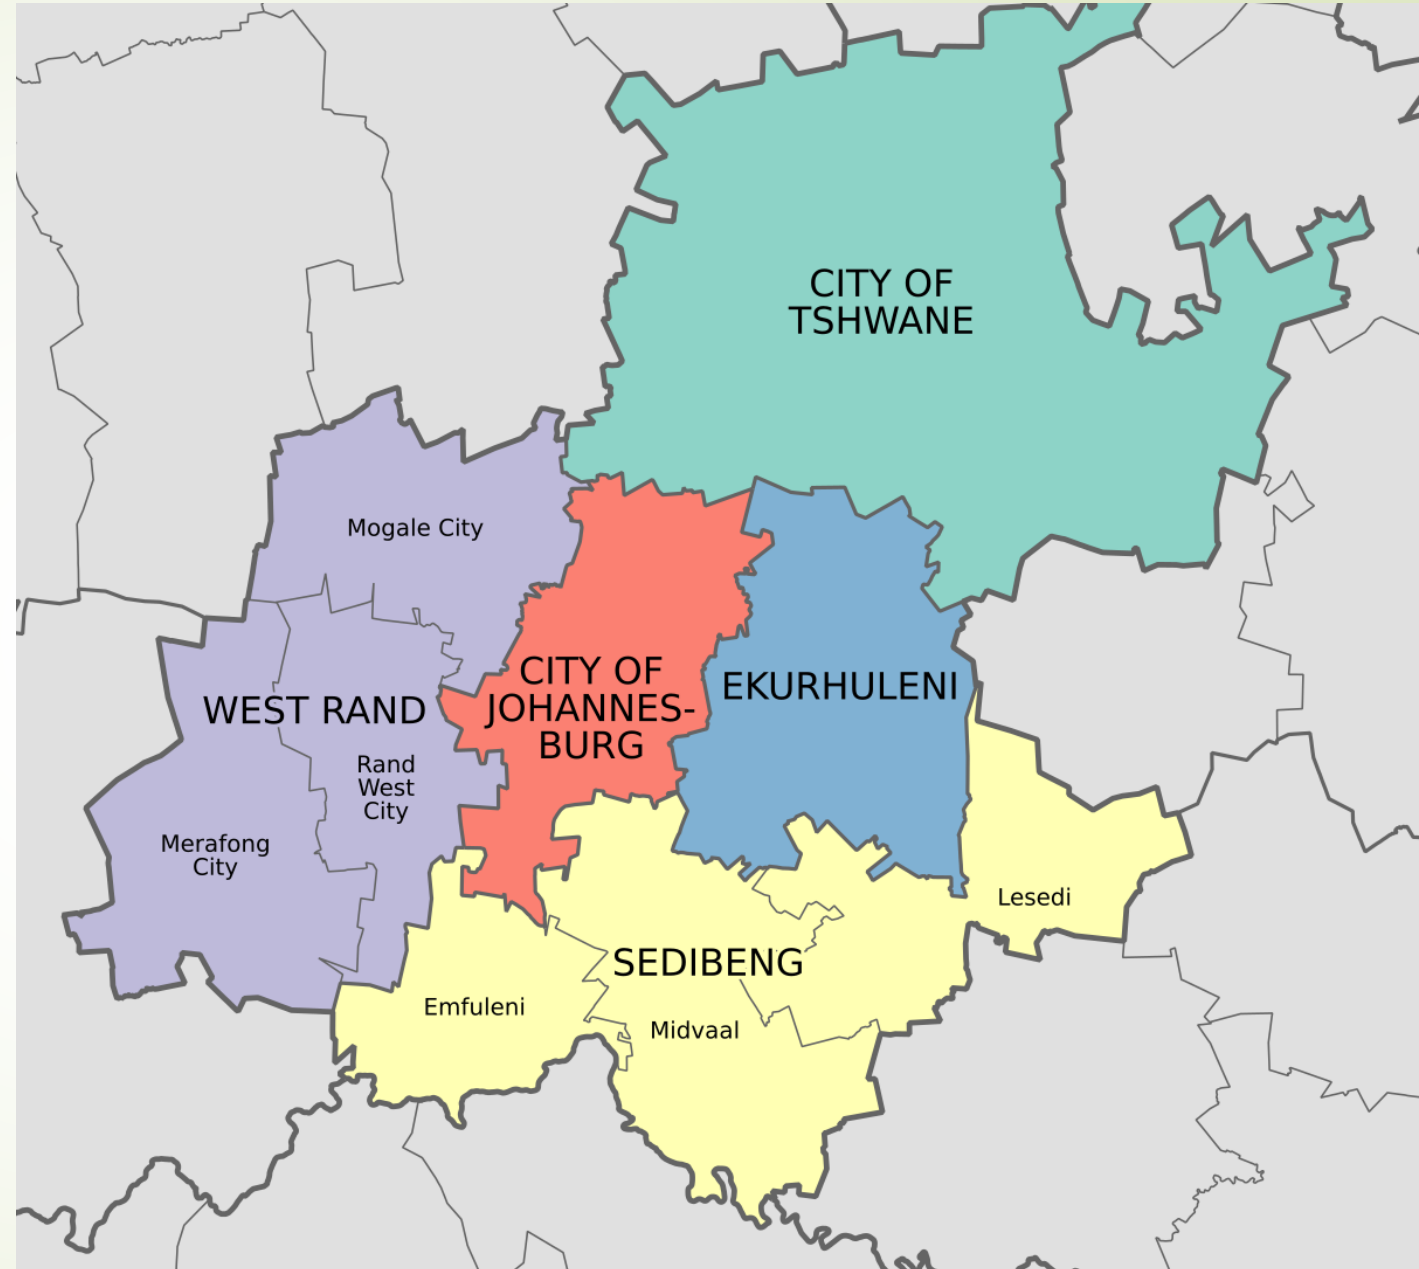 CITY OF
TSHWANE
Mogale City
CITY OF
JOHANNES-
BURG
EKURHULENI
WEST RAND
Rand
West
City
Merafong
City
Lesedi
SEDIBENG
Emfuleni
Midvaal